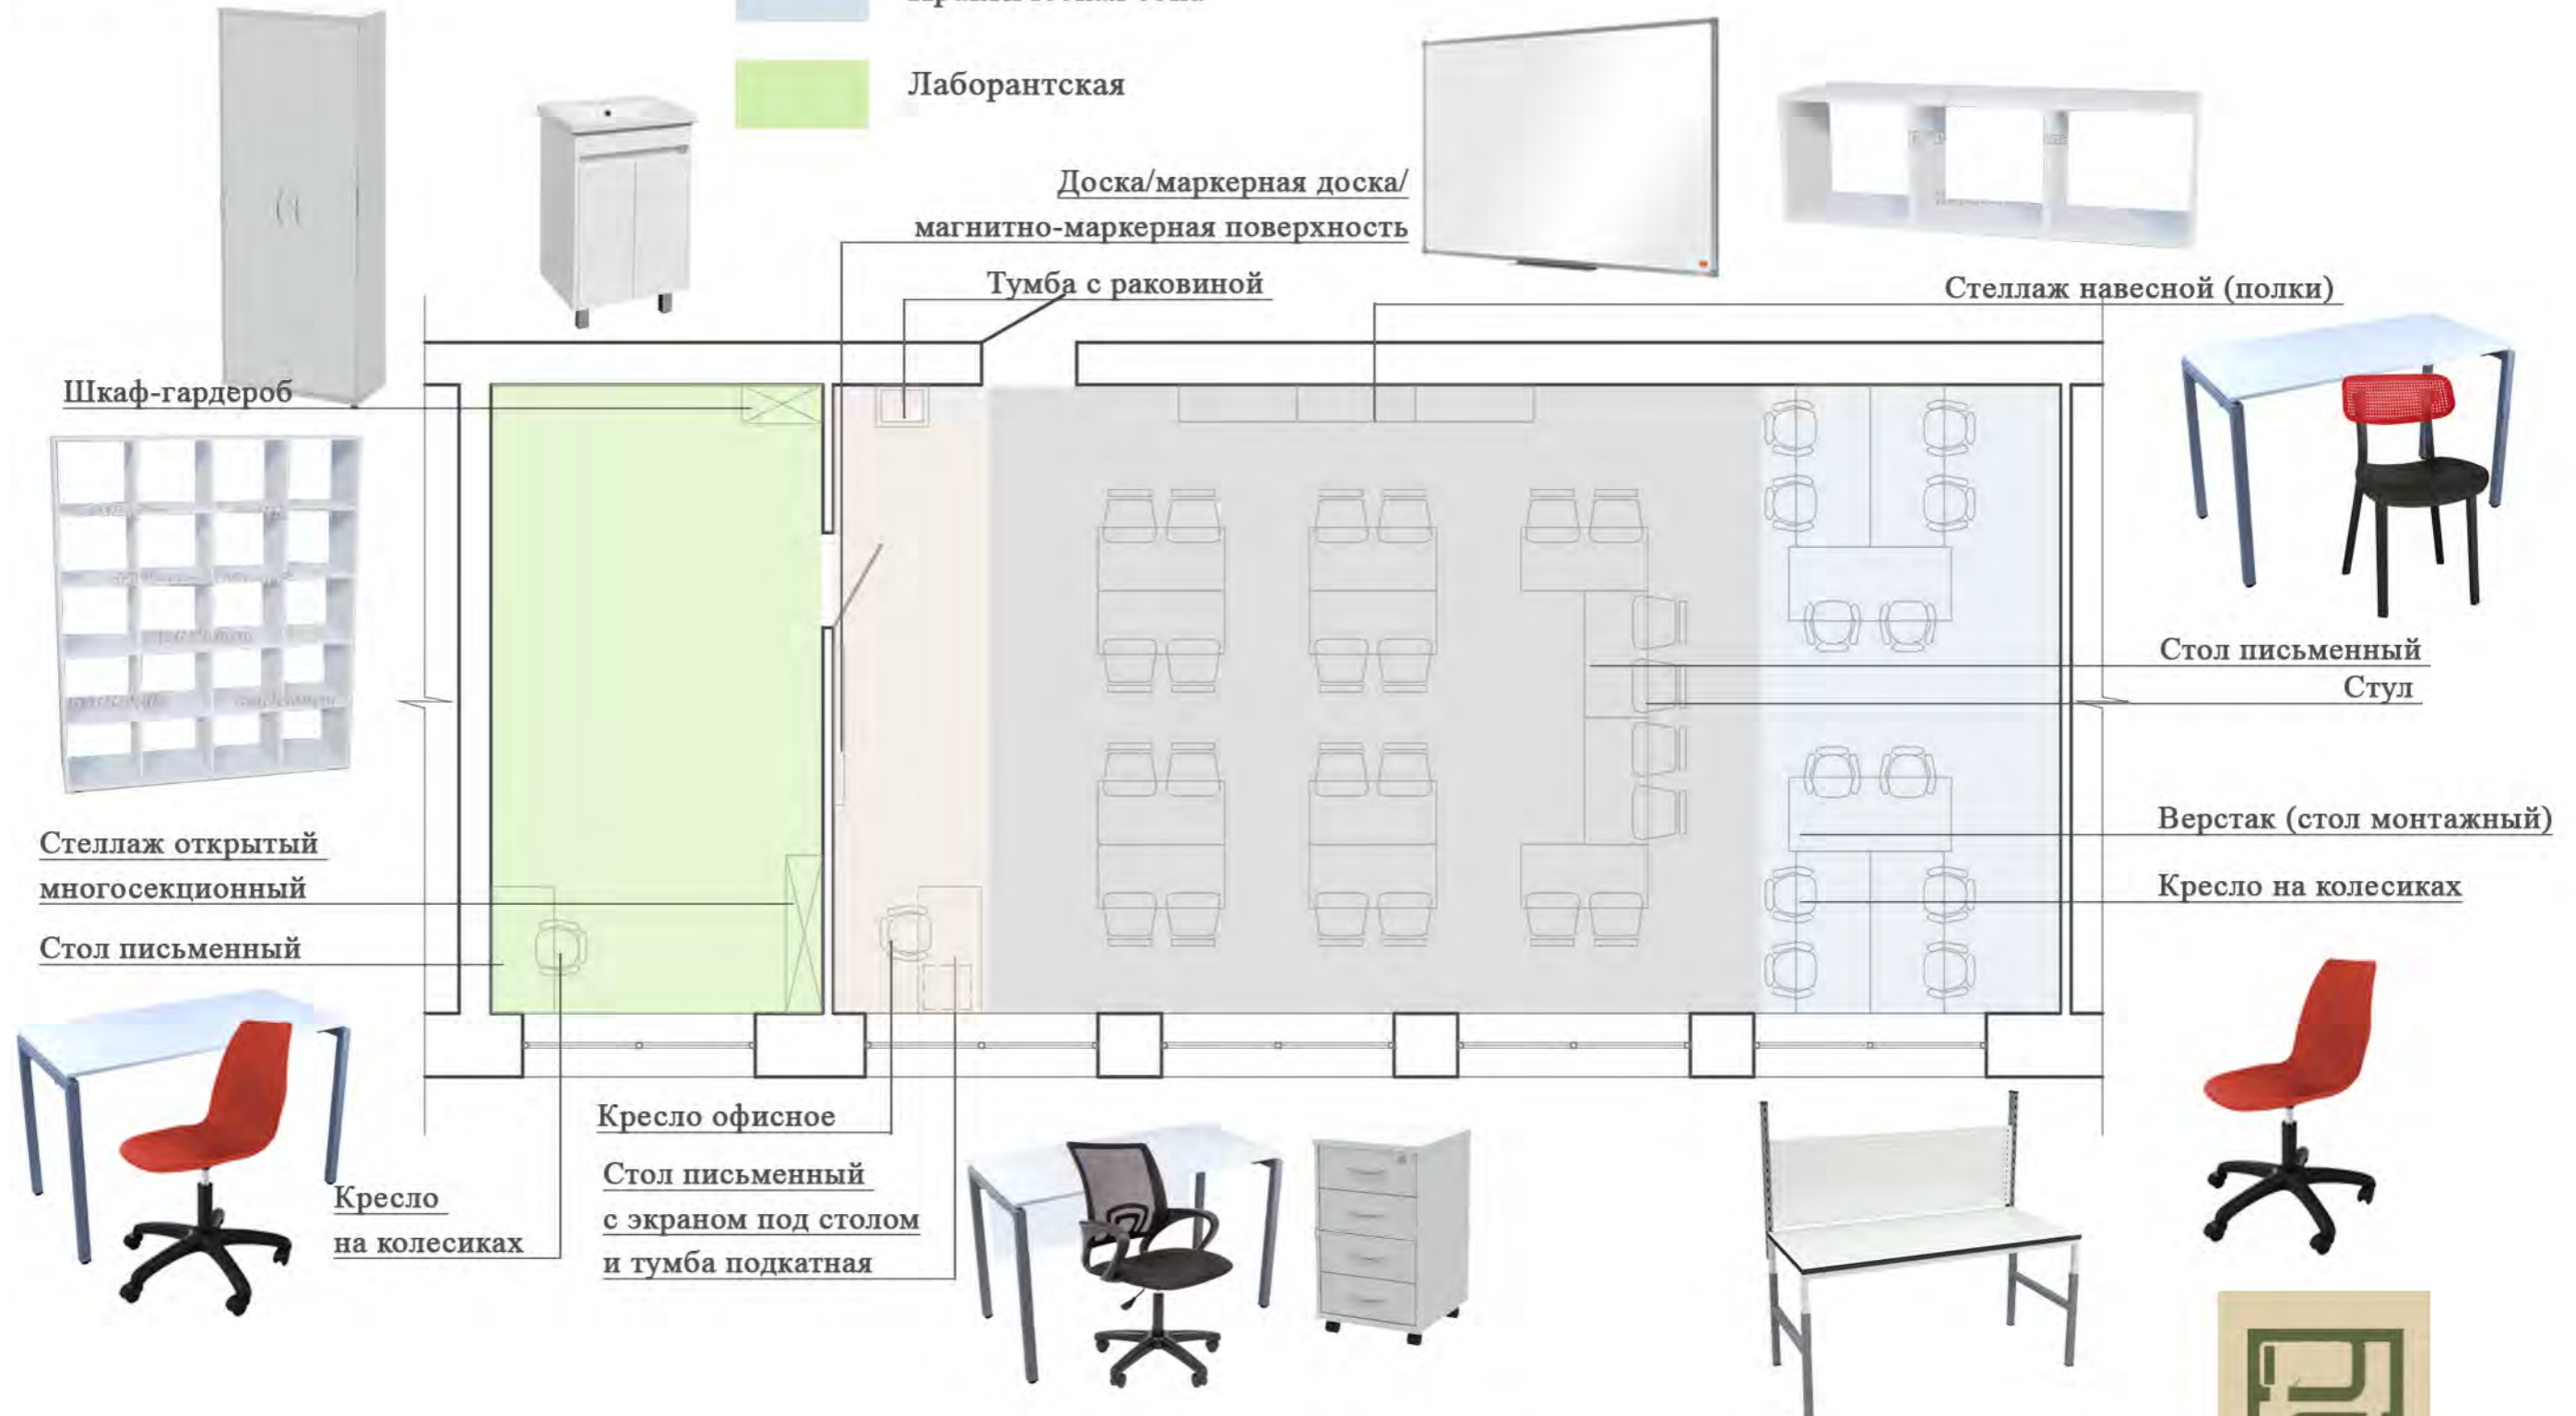 Лаборантская
Доска/маркерная доска/
магнитно-маркерная поверхность
Тумба с раковиной
Стеллаж навесной (полки)
Шкаф-гардероб
Стол письменный
Стул
Верстак (стол монтажный)
Кресло на колесиках
Стеллаж открытый
многосекционный
Стол письменный
Кресло офисное
Стол письменный
с экраном под столом
и тумба подкатная
Кресло
на колесиках